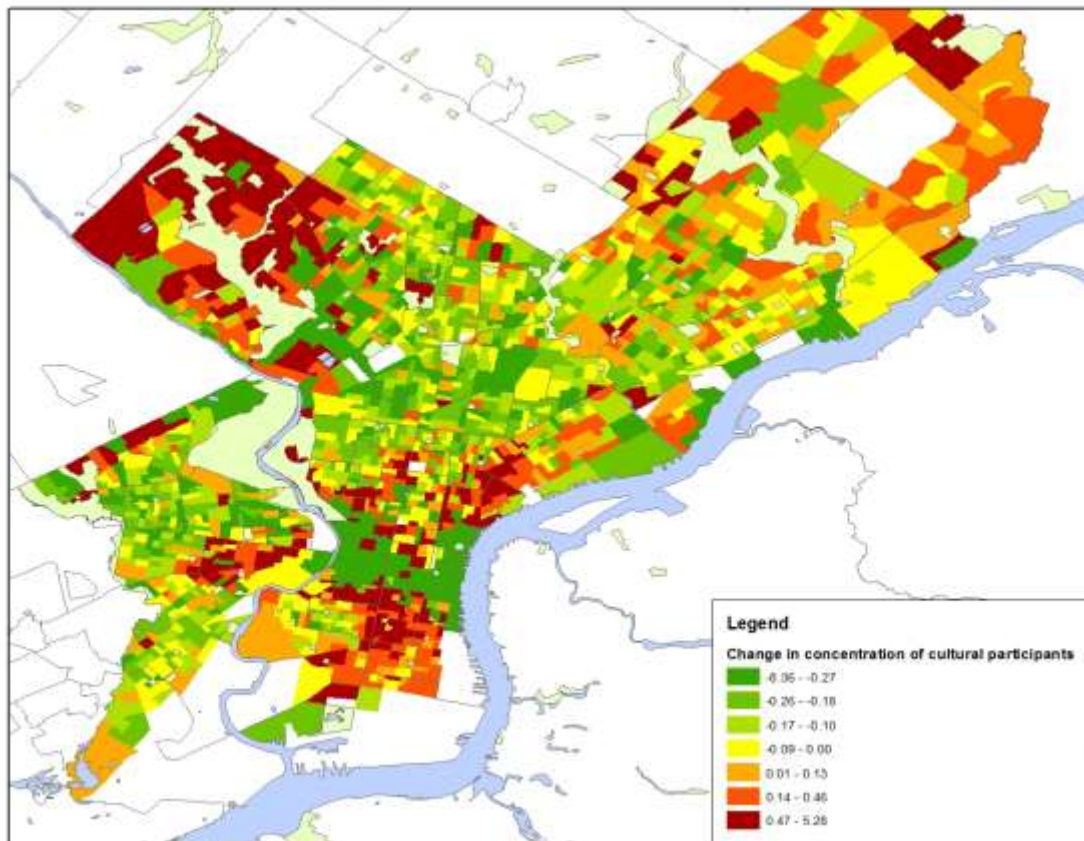 Legend
Change in concentration of cultural participants
-8.36 - -0.27
-0.26 - -0.18
-0.17 - -0.10
-0.09 - 0.00
0.01 - 0.13
0.14 - 0.46
0.47 - 5.28